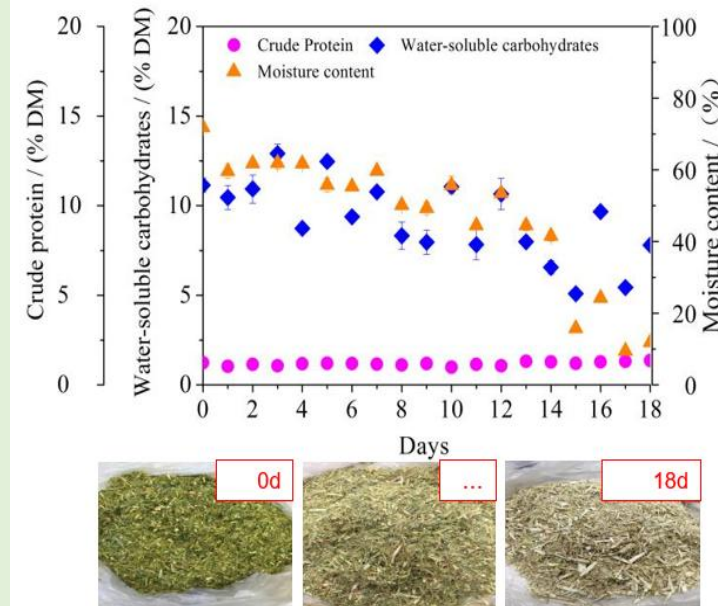 20
15
10
5
0
Crude protein / (% DM)
20
15
10
5
0
Water-soluble carbohydrates / (% DM)
Crude Protein
Water-soluble carbohydrates
Moisture content
100
80
60
40
20
0
Moisture content / (%)
0 2 4 6 8 10 12 14 16 18
Days
0d
...
18d